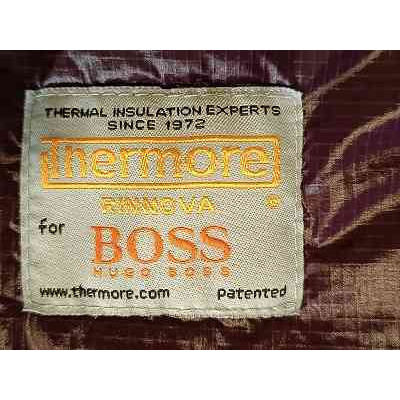 THERMAL INSULATION EXPERTS
SINCE 1972
Thermore
RINNOVA ®
for BOSS
HUGO BOSS
www.thermore.com Patented